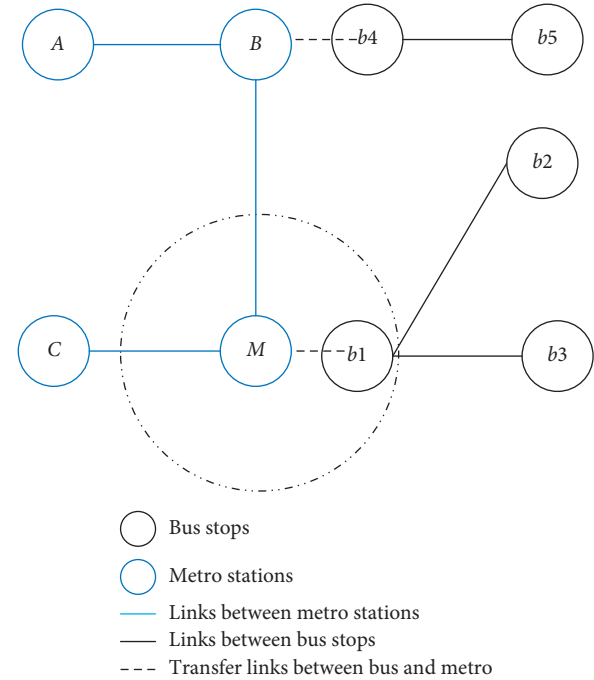 A
B
b4
b5
b2
C
M
b1
b3
Bus stops
Metro stations
Links between metro stations
Links between bus stops
Transfer links between bus and metro